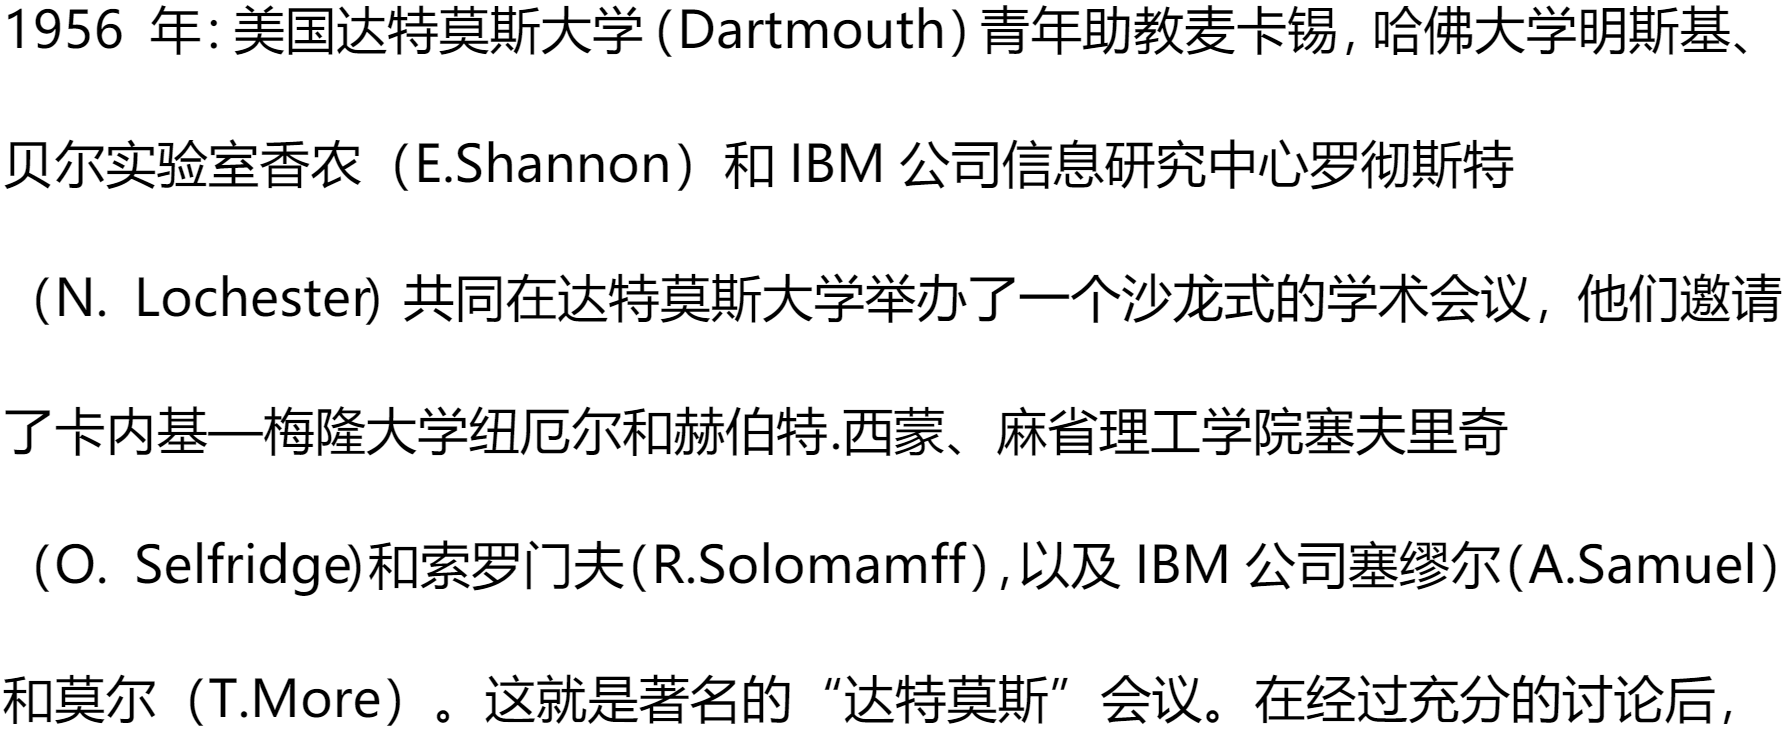 1956 年：美国达特莫斯大学（Dartmouth）青年助教麦卡锡，哈佛大学明斯基、
贝尔实验室香农（E.Shannon）和 IBM 公司信息研究中心罗彻斯特
（N. Lochester) 共同在达特莫斯大学举办了一个沙龙式的学术会议，他们邀请
了卡内基—梅隆大学纽厄尔和赫伯特.西蒙、麻省理工学院塞夫里奇
（O. Selfridge)和索罗门夫(R.Solomamff),以及 IBM 公司塞缪尔(A.Samuel)
和莫尔（T.More）。这就是著名的“达特莫斯”会议。在经过充分的讨论后，